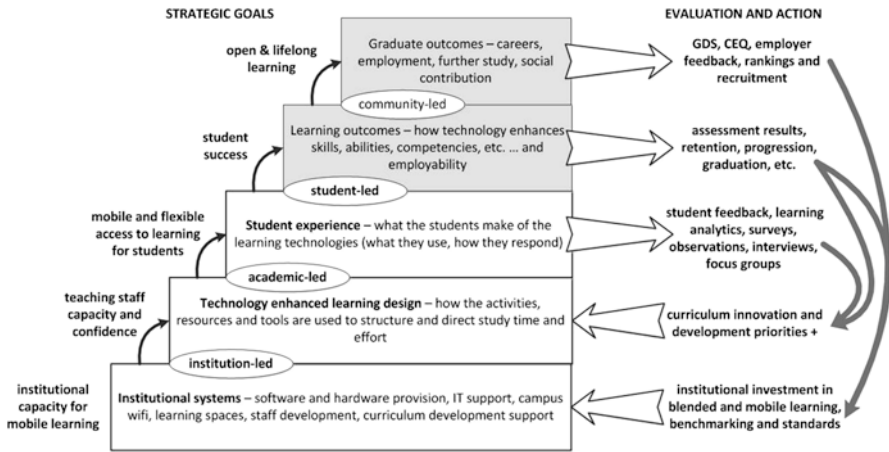 STRATEGIC GOALS
EVALUATION AND ACTION
open & lifelong
learning
Graduate outcomes – careers,
employment, further study, social
contribution
GDS, CEQ, employer
feedback, rankings and
recruitment
community-led
student
success
Learning outcomes – how technology enhances
skills, abilities, competencies, etc. ... and
employability
assessment results,
retention, progression,
graduation, etc.
student-led
mobile and flexible
access to learning
for students
Student experience – what the students make of the
learning technologies (what they use, how they respond)
student feedback, learning
analytics, surveys,
observations, interviews,
focus groups
academic-led
teaching staff
capacity and
confidence
Technology enhanced learning design – how the activities,
resources and tools are used to structure and direct study time and
effort
curriculum innovation and
development priorities +
institution-led
institutional
capacity for
mobile learning
Institutional systems – software and hardware provision, IT support, campus
wifi, learning spaces, staff development, curriculum development support
institutional investment in
blended and mobile learning,
benchmarking and standards